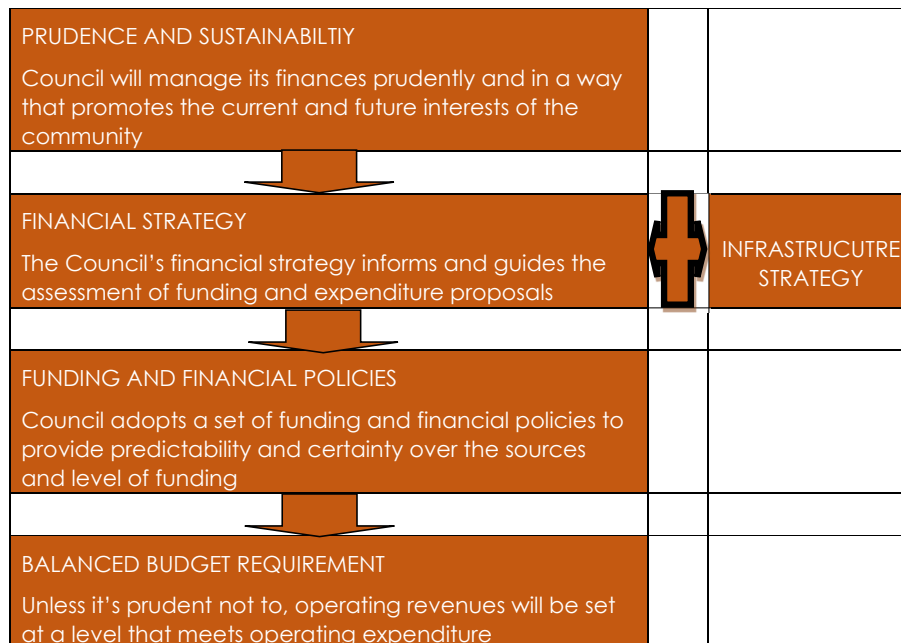 PRUDENCE AND SUSTAINABILTIY
Council will manage its finances prudently and in a way
that promotes the current and future interests of the
community
FINANCIAL STRATEGY
The Council’s financial strategy informs and guides the
assessment of funding and expenditure proposals
INFRASTRUCUTRE
STRATEGY
FUNDING AND FINANCIAL POLICIES
Council adopts a set of funding and financial policies to
provide predictability and certainty over the sources
and level of funding
BALANCED BUDGET REQUIREMENT
Unless it’s prudent not to, operating revenues will be set
at a level that meets operating expenditure